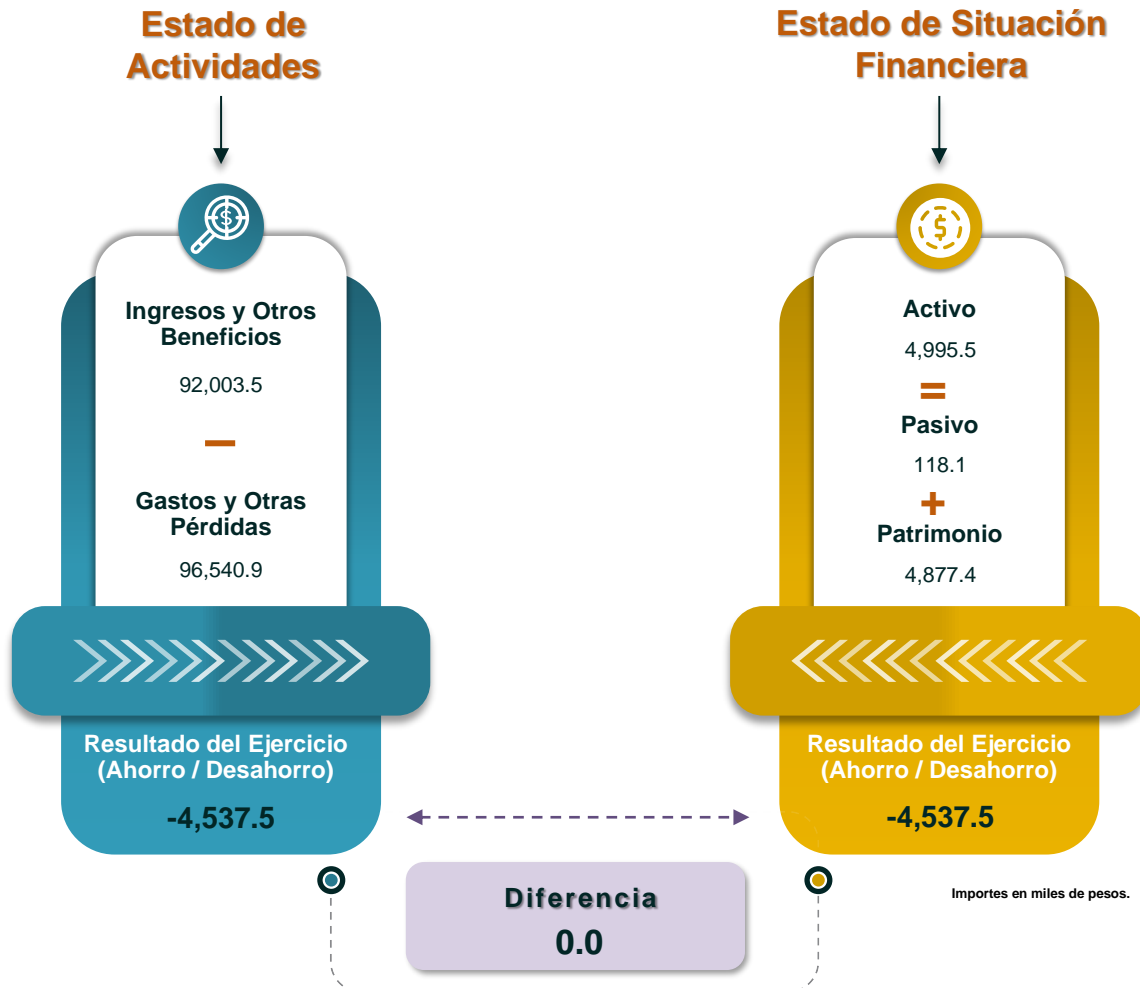 Estado de
Actividades
Ingresos y Otros
Beneficios
92,003.5
–
Gastos y Otras
Pérdidas
96,540.9
Resultado del Ejercicio
(Ahorro / Desahorro)
-4,537.5
Estado de Situación
Financiera
Activo
4,995.5
=
Pasivo
118.1
+
Patrimonio
4,877.4
Resultado del Ejercicio
(Ahorro / Desahorro)
-4,537.5
Diferencia
0.0
Importes en miles de pesos.